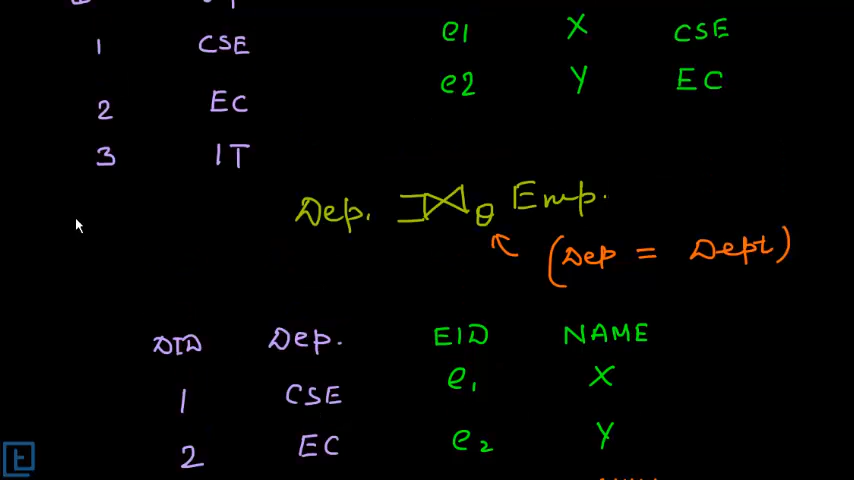 e1 X CSE
1 CSE
e2 Y EC
2 EC
3 IT
Dep. ⟕θ Emp.
(Dep = Dept)
DID Dep. EID NAME
1 CSE e1 X
2 EC e2 Y